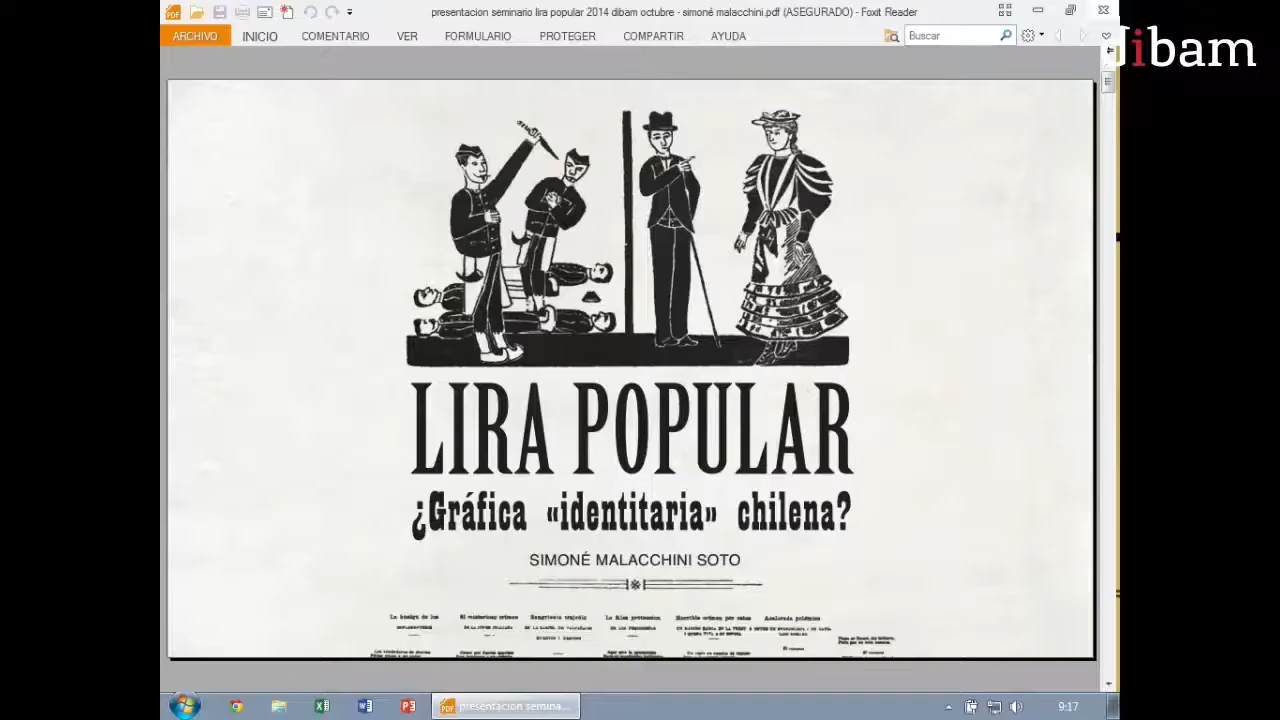 presentacion seminario lira popular 2014 dibam octubre - simoné malacchini.pdf (ASEGURADO) - Foxit Reader
ARCHIVO INICIO COMENTARIO VER FORMULARIO PROTEGER COMPARTIR AYUDA Buscar
ibam
LIRA POPULAR
¿Gráfica «identitaria» chilena?
SIMONÉ MALACCHINI SOTO
presentacion semina... 9:17